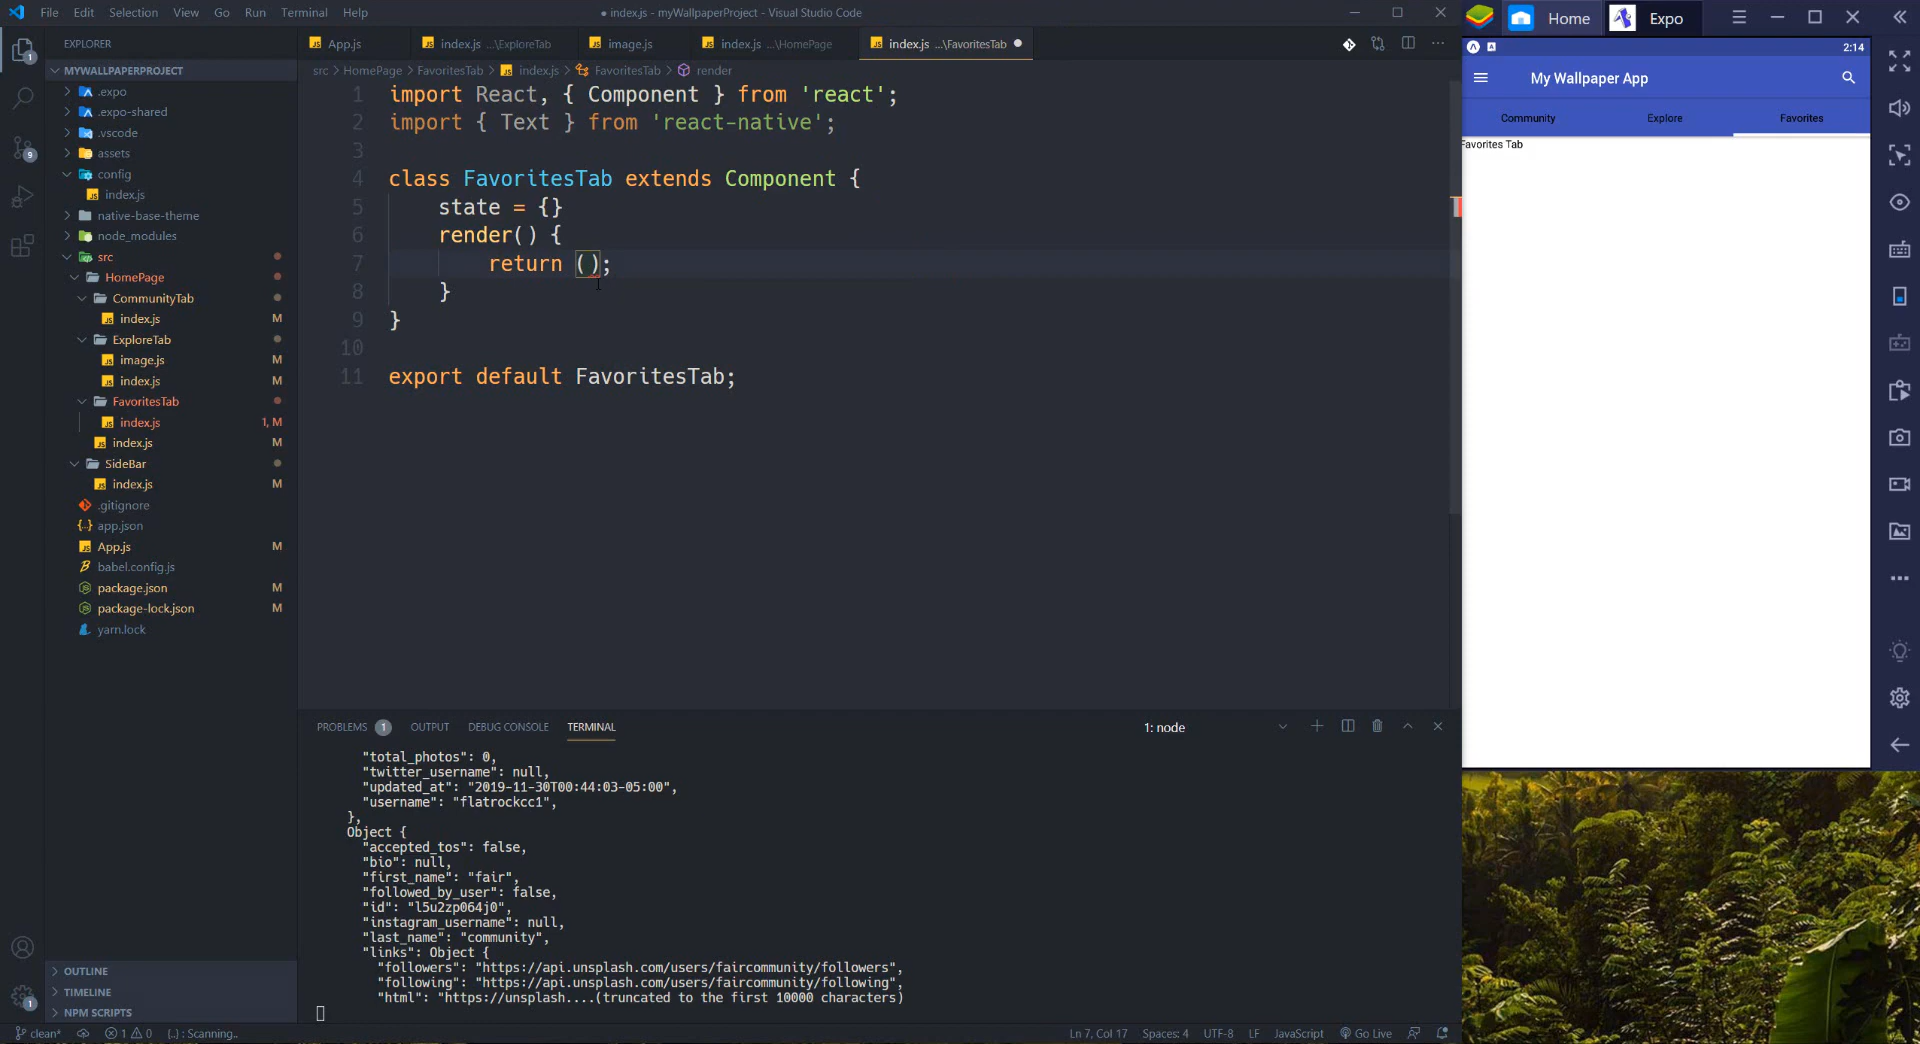 File Edit Selection View Go Run Terminal Help
● index.js - myWallpaperProject - Visual Studio Code
Home
Expo
EXPLORER
App.js
index.js ...\ExploreTab
image.js
index.js ...\HomePage
index.js ...\FavoritesTab ●
MYWALLPAPERPROJECT
src > HomePage > FavoritesTab > index.js > FavoritesTab > render
.expo
.expo-shared
.vscode
assets
config
index.js
native-base-theme
node_modules
src
HomePage
CommunityTab
index.js M
ExploreTab
image.js M
index.js M
FavoritesTab
index.js 1, M
index.js M
SideBar
index.js M
.gitignore
app.json
App.js M
babel.config.js
package.json M
package-lock.json M
yarn.lock
OUTLINE
TIMELINE
NPM SCRIPTS
1 import React, { Component } from 'react';
2 import { Text } from 'react-native';
3
4 class FavoritesTab extends Component {
5 state = {}
6 render() {
7 return ();
8 }
9 }
10
11 export default FavoritesTab;
PROBLEMS 1 OUTPUT DEBUG CONSOLE TERMINAL
1: node
"total_photos": 0,
"twitter_username": null,
"updated_at": "2019-11-30T00:44:03-05:00",
"username": "flatrockcc1",
},
Object {
"accepted_tos": false,
"bio": null,
"first_name": "fair",
"followed_by_user": false,
"id": "l5u2zp064j0",
"instagram_username": null,
"last_name": "community",
"links": Object {
"followers": "https://api.unsplash.com/users/faircommunity/followers",
"following": "https://api.unsplash.com/users/faircommunity/following",
"html": "https://unsplash....(truncated to the first 10000 characters)
2:14
My Wallpaper App
Community Explore Favorites
Favorites Tab
1
9
1
clean* 1 0 {..} : Scanning..
Ln 7, Col 17 Spaces: 4 UTF-8 LF JavaScript Go Live